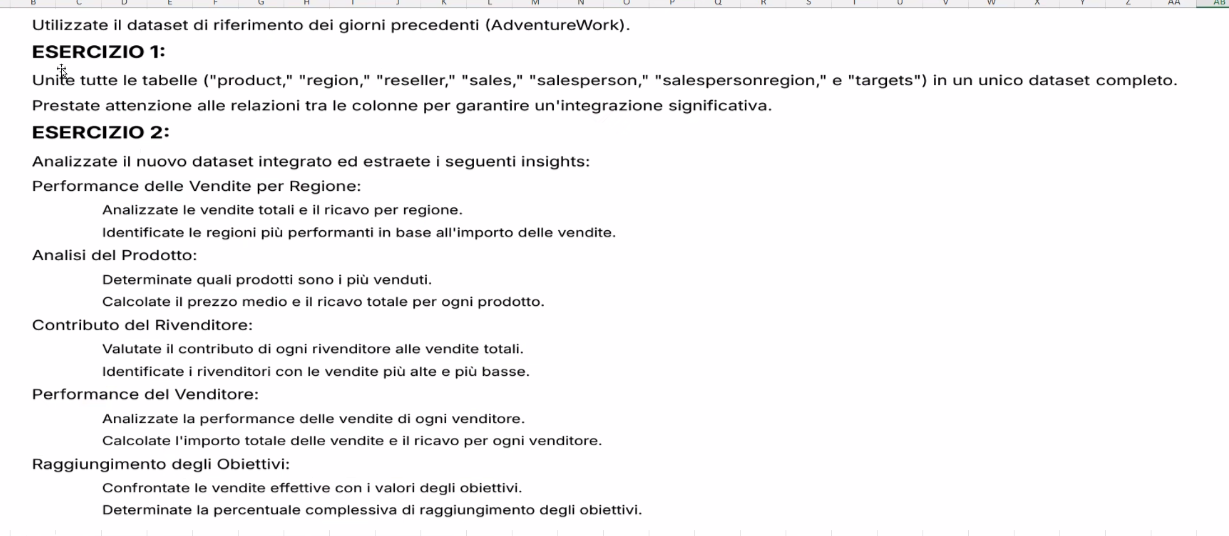 B C D E F G H I J K L M N O P Q R S T U V W X Y Z AA AB
Utilizzate il dataset di riferimento dei giorni precedenti (AdventureWork).
ESERCIZIO 1:
Unite tutte le tabelle ("product," "region," "reseller," "sales," "salesperson," "salespersonregion," e "targets") in un unico dataset completo.
Prestate attenzione alle relazioni tra le colonne per garantire un'integrazione significativa.
ESERCIZIO 2:
Analizzate il nuovo dataset integrato ed estraete i seguenti insights:
Performance delle Vendite per Regione:
Analizzate le vendite totali e il ricavo per regione.
Identificate le regioni più performanti in base all'importo delle vendite.
Analisi del Prodotto:
Determinate quali prodotti sono i più venduti.
Calcolate il prezzo medio e il ricavo totale per ogni prodotto.
Contributo del Rivenditore:
Valutate il contributo di ogni rivenditore alle vendite totali.
Identificate i rivenditori con le vendite più alte e più basse.
Performance del Venditore:
Analizzate la performance delle vendite di ogni venditore.
Calcolate l'importo totale delle vendite e il ricavo per ogni venditore.
Raggiungimento degli Obiettivi:
Confrontate le vendite effettive con i valori degli obiettivi.
Determinate la percentuale complessiva di raggiungimento degli obiettivi.